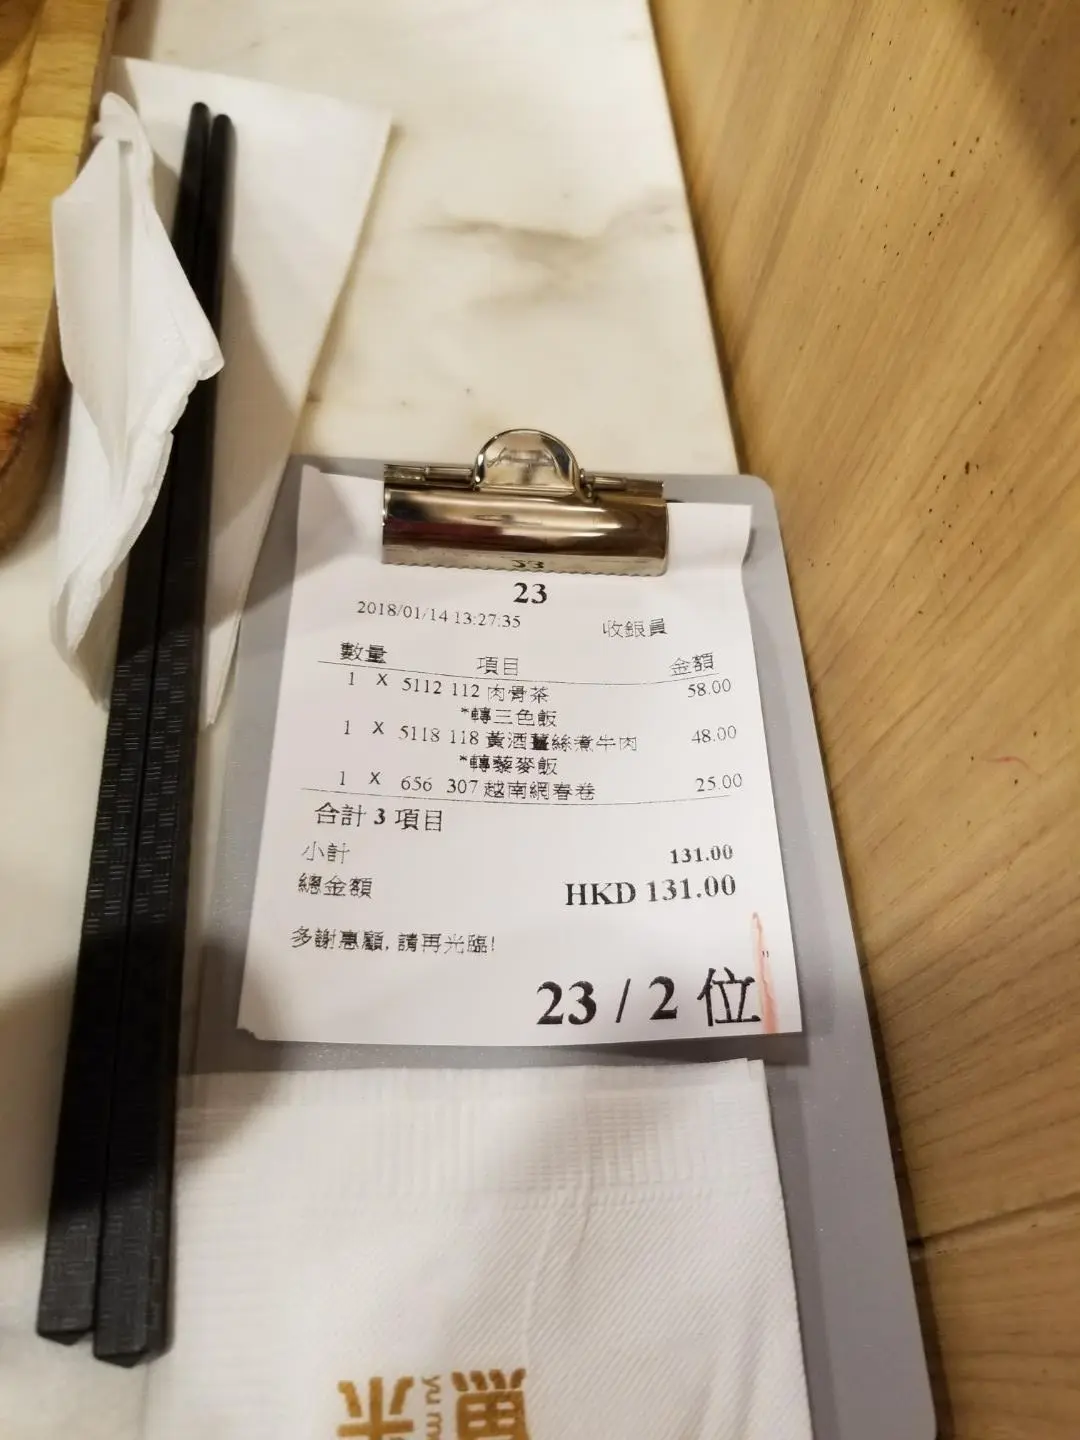 23
23
2018/01/14 13:27:35 收銀員
數量 項目 金額
1 X 5112 112 肉骨茶 58.00
*轉三色飯
1 X 5118 118 黃酒薑絲煮牛肉 48.00
*轉藜麥飯
1 X 656 307 越南網春卷 25.00
合計 3 項目
小計 131.00
總金額 HKD 131.00
多謝惠顧, 請再光臨!
23 / 2 位
漁
yu m
米